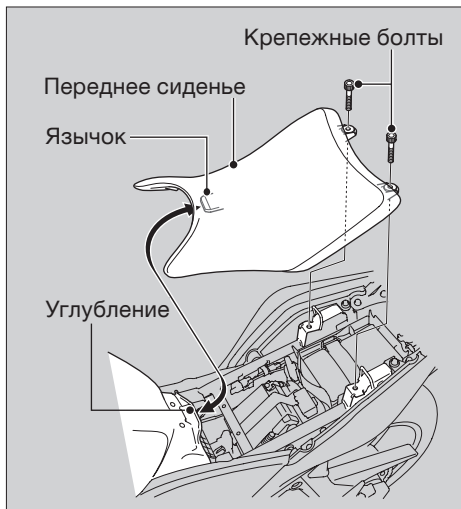 Крепежные болты
Переднее сиденье
Язычок
Углубление